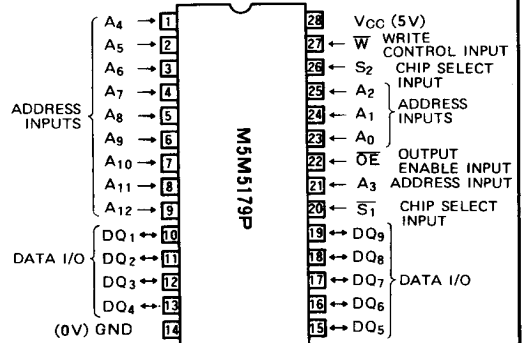 A4 → 1
A5 → 2
A6 → 3
A7 → 4
A8 → 5
A9 → 6
A10 → 7
A11 → 8
A12 → 9
ADDRESS
INPUTS
DQ1 ↔ 10
DQ2 ↔ 11
DQ3 ↔ 12
DQ4 ↔ 13
DATA I/O
(0V) GND 14
M5M5179P
28 VCC (5V)
27 ← W̅ WRITE
CONTROL INPUT
26 ← S2 CHIP SELECT
INPUT
25 ← A2
24 ← A1
23 ← A0
ADDRESS
INPUTS
22 ← O̅E̅ OUTPUT
ENABLE INPUT
21 ← A3 ADDRESS INPUT
20 ← S̅1̅ CHIP SELECT
INPUT
19 ↔ DQ9
18 ↔ DQ8
17 ↔ DQ7
16 ↔ DQ6
15 ↔ DQ5
DATA I/O